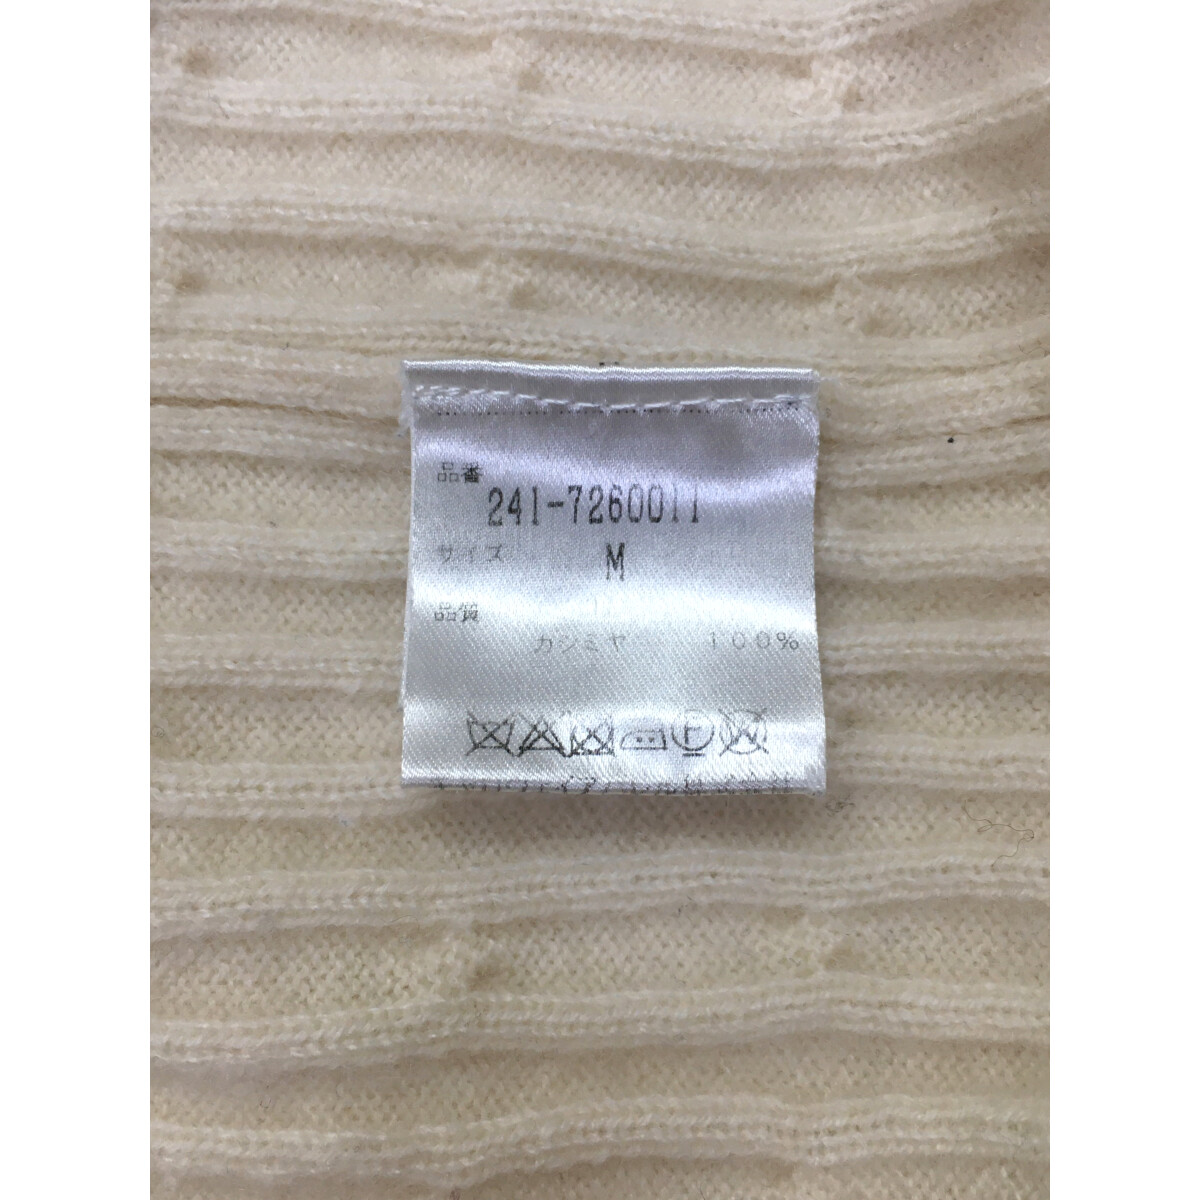 品番
241-7260011
サイズ M
品質
カシミヤ 100%
F W